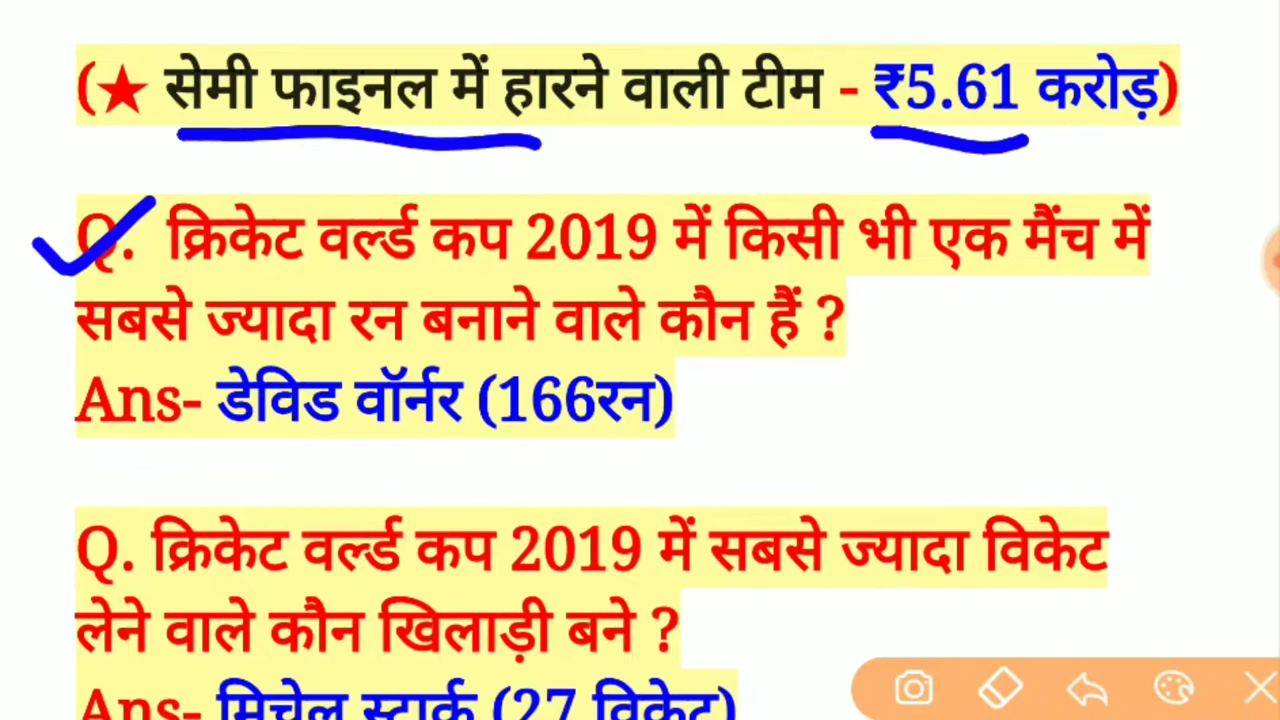 (★ सेमी फाइनल में हारने वाली टीम - ₹5.61 करोड़)
Q. क्रिकेट वर्ल्ड कप 2019 में किसी भी एक मैंच में
सबसे ज्यादा रन बनाने वाले कौन हैं ?
Ans- डेविड वॉर्नर (166रन)
Q. क्रिकेट वर्ल्ड कप 2019 में सबसे ज्यादा विकेट
लेने वाले कौन खिलाड़ी बने ?
Ans- मिचेल स्टार्क (27 विकेट)